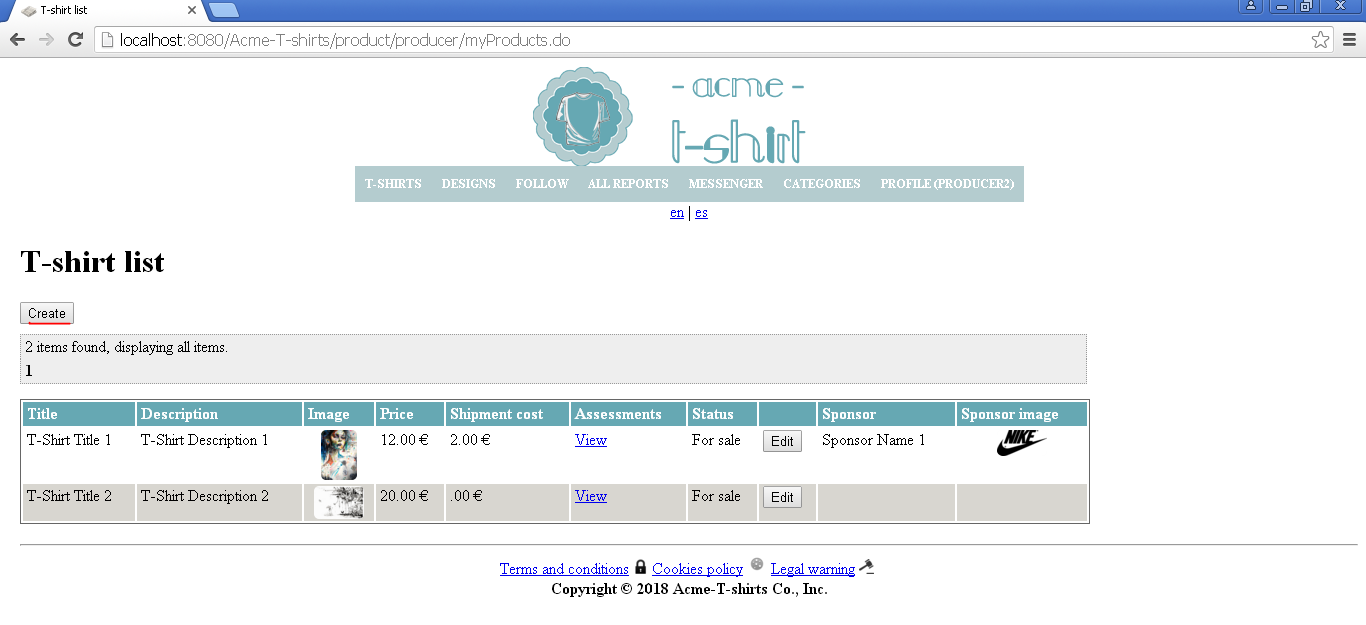 T-shirt list
localhost:8080/Acme-T-shirts/product/producer/myProducts.do
- acme -
t-shirt
T-SHIRTS DESIGNS FOLLOW ALL REPORTS MESSENGER CATEGORIES PROFILE (PRODUCER2)
en | es
T-shirt list
Create
2 items found, displaying all items.
1
Title Description Image Price Shipment cost Assessments Status Sponsor Sponsor image
T-Shirt Title 1 T-Shirt Description 1 12.00 € 2.00 € View For sale Edit Sponsor Name 1 NIKE
T-Shirt Title 2 T-Shirt Description 2 20.00 € .00 € View For sale Edit
Terms and conditions Cookies policy Legal warning
Copyright © 2018 Acme-T-shirts Co., Inc.